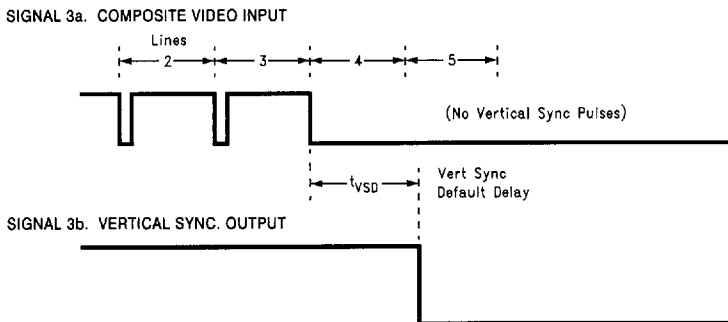 SIGNAL 3a. COMPOSITE VIDEO INPUT
Lines
2 3 4 5
(No Vertical Sync Pulses)
tVSD
Vert Sync
Default Delay
SIGNAL 3b. VERTICAL SYNC. OUTPUT